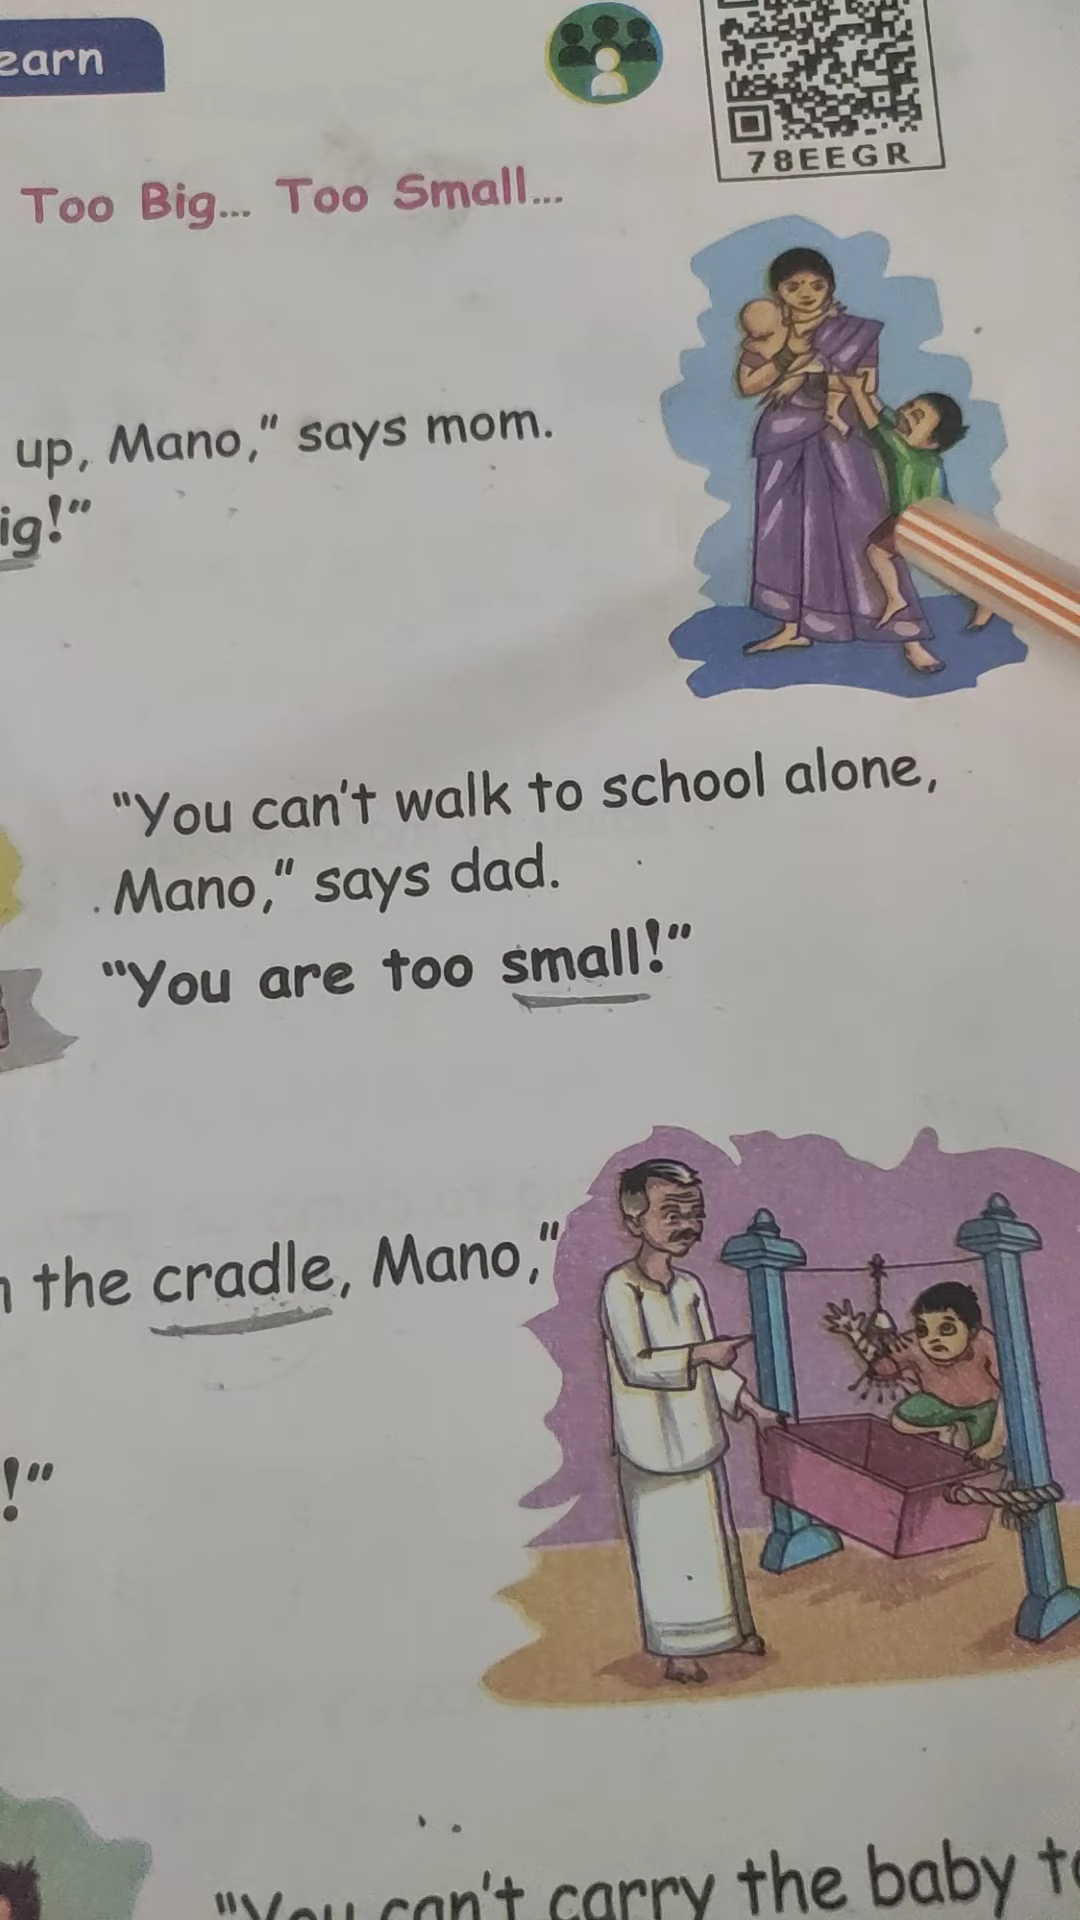 earn
78EEGR
Too Big... Too Small...
up, Mano," says mom.
ig!"
"You can't walk to school alone,
Mano," says dad.
"You are too small!"
the cradle, Mano,"
!"
"You can't carry the baby